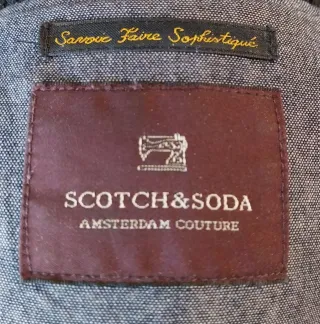 Savoir Faire Sophistiqué
SCOTCH&SODA
AMSTERDAM COUTURE